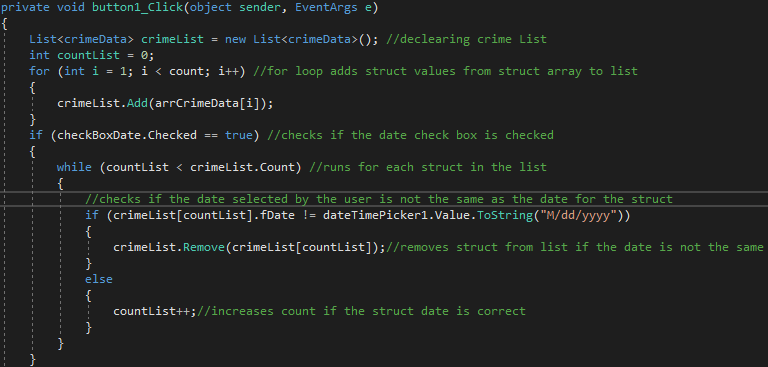 private void button1_Click(object sender, EventArgs e)
{
List<crimeData> crimeList = new List<crimeData>(); //declearing crime List
int countList = 0;
for (int i = 1; i < count; i++) //for loop adds struct values from struct array to list
{
crimeList.Add(arrCrimeData[i]);
}
if (checkBoxDate.Checked == true) //checks if the date check box is checked
{
while (countList < crimeList.Count) //runs for each struct in the list
{
//checks if the date selected by the user is not the same as the date for the struct
if (crimeList[countList].fDate != dateTimePicker1.Value.ToString("M/dd/yyyy"))
{
crimeList.Remove(crimeList[countList]);//removes struct from list if the date is not the same
}
else
{
countList++;//increases count if the struct date is correct
}
}
}